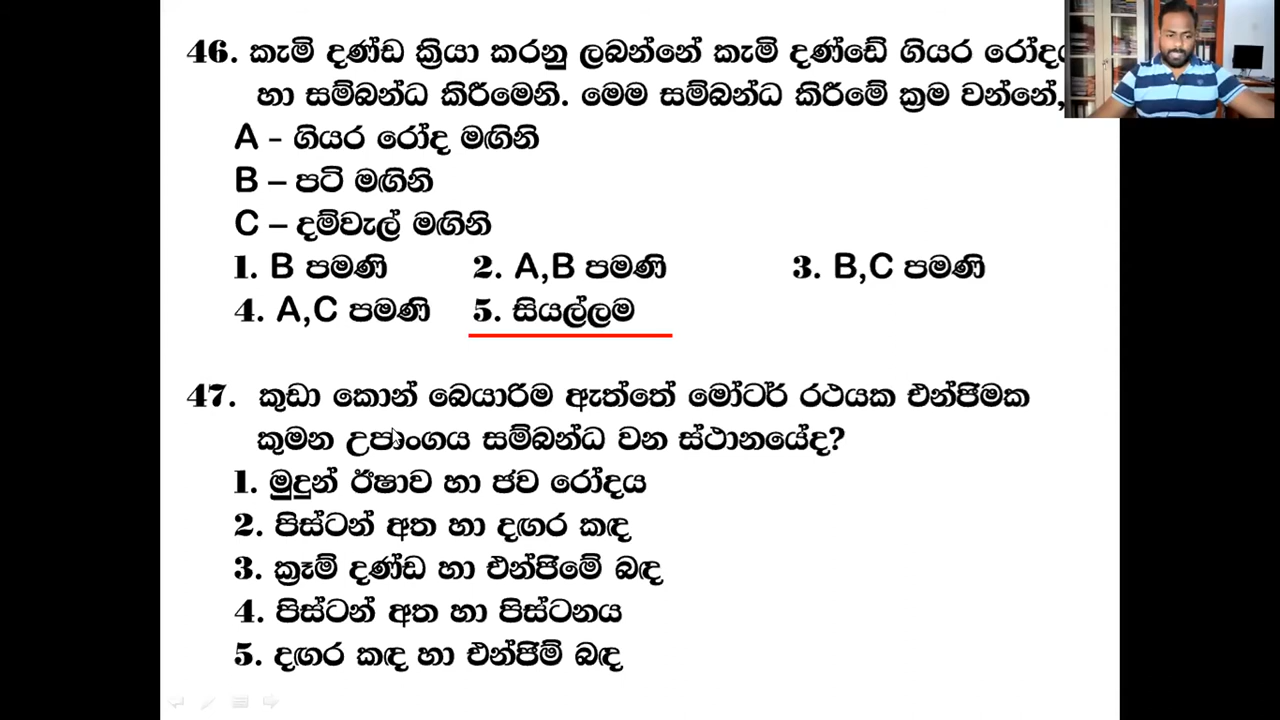 46. කැමි දණ්ඩ ක්‍රියා කරනු ලබන්නේ කැමි දණ්ඩේ ගියර
හා සම්බන්ධ කිරීමෙනි. මෙම සම්බන්ධ කිරීමේ ක්‍රම වන්නේ,
A - ගියර රෝද මඟිනි
B – පටි මඟිනි
C – දම්වැල් මඟිනි
1. B පමණි 2. A,B පමණි 3. B,C පමණි
4. A,C පමණි 5. සියල්ලම
47. කුඩා කොන් බෙයාරිම ඇත්තේ මෝටර් රථයක එන්ජිමක
කුමන උපාංගය සම්බන්ධ වන ස්ථානයේද?
1. මුදුන් ඊෂාව හා ජව රෝදය
2. පිස්ටන් අත හා දඟර කඳ
3. ක්‍රෑම් දණ්ඩ හා එන්ජිමේ බඳ
4. පිස්ටන් අත හා පිස්ටනය
5. දඟර කඳ හා එන්ජිම් බඳ